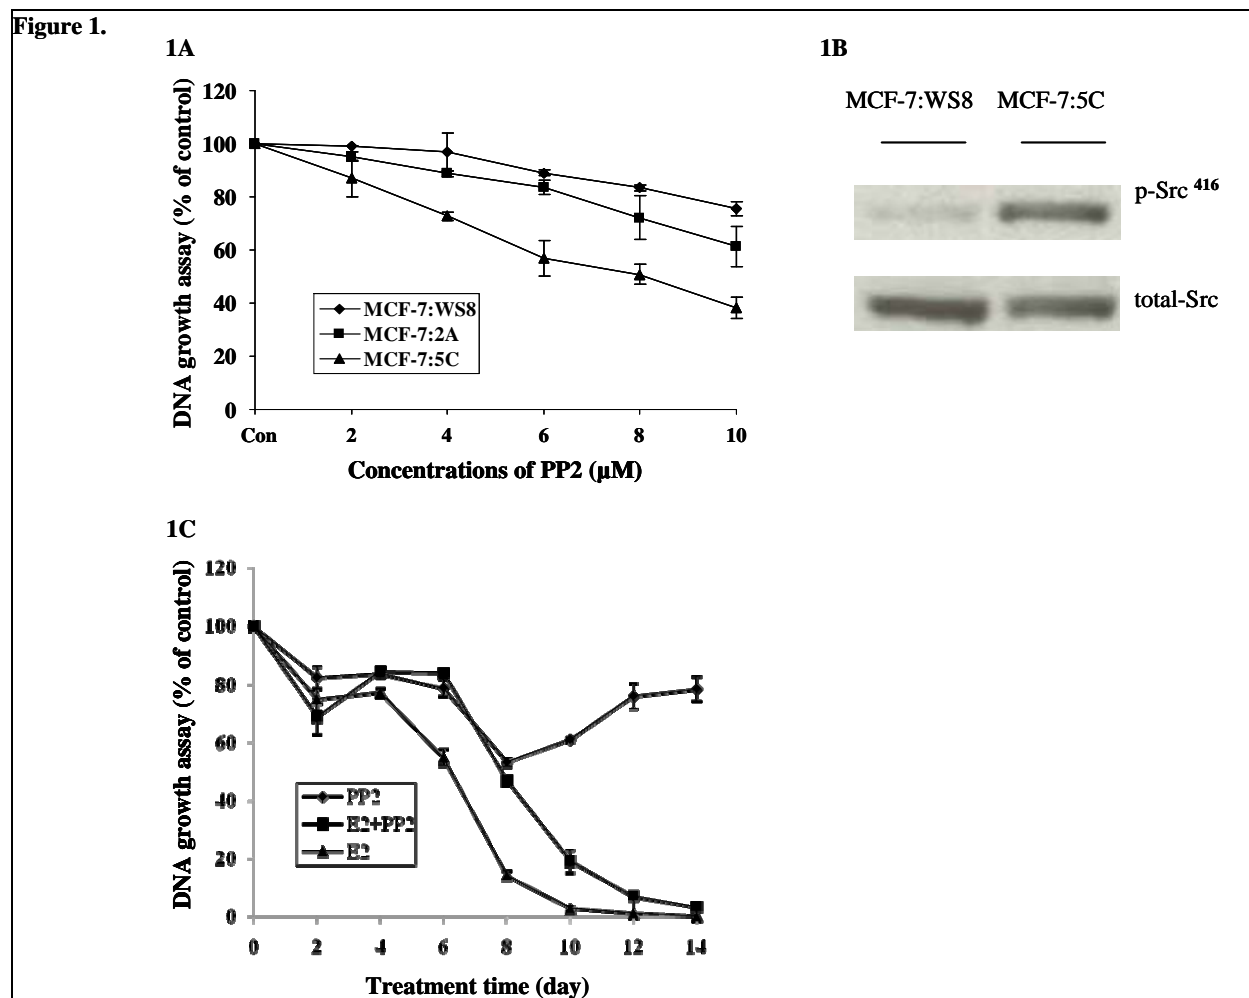 Figure 1.
1A
DNA growth assay (% of control)
120
100
80
60
40
20
0
MCF-7:WS8
MCF-7:2A
MCF-7:5C
Con 2 4 6 8 10
Concentrations of PP2 (µM)
1B
MCF-7:WS8 MCF-7:5C
p-Src 416
total-Src
1C
DNA growth assay (% of control)
120
100
80
60
40
20
0
PP2
E2+PP2
E2
0 2 4 6 8 10 12 14
Treatment time (day)